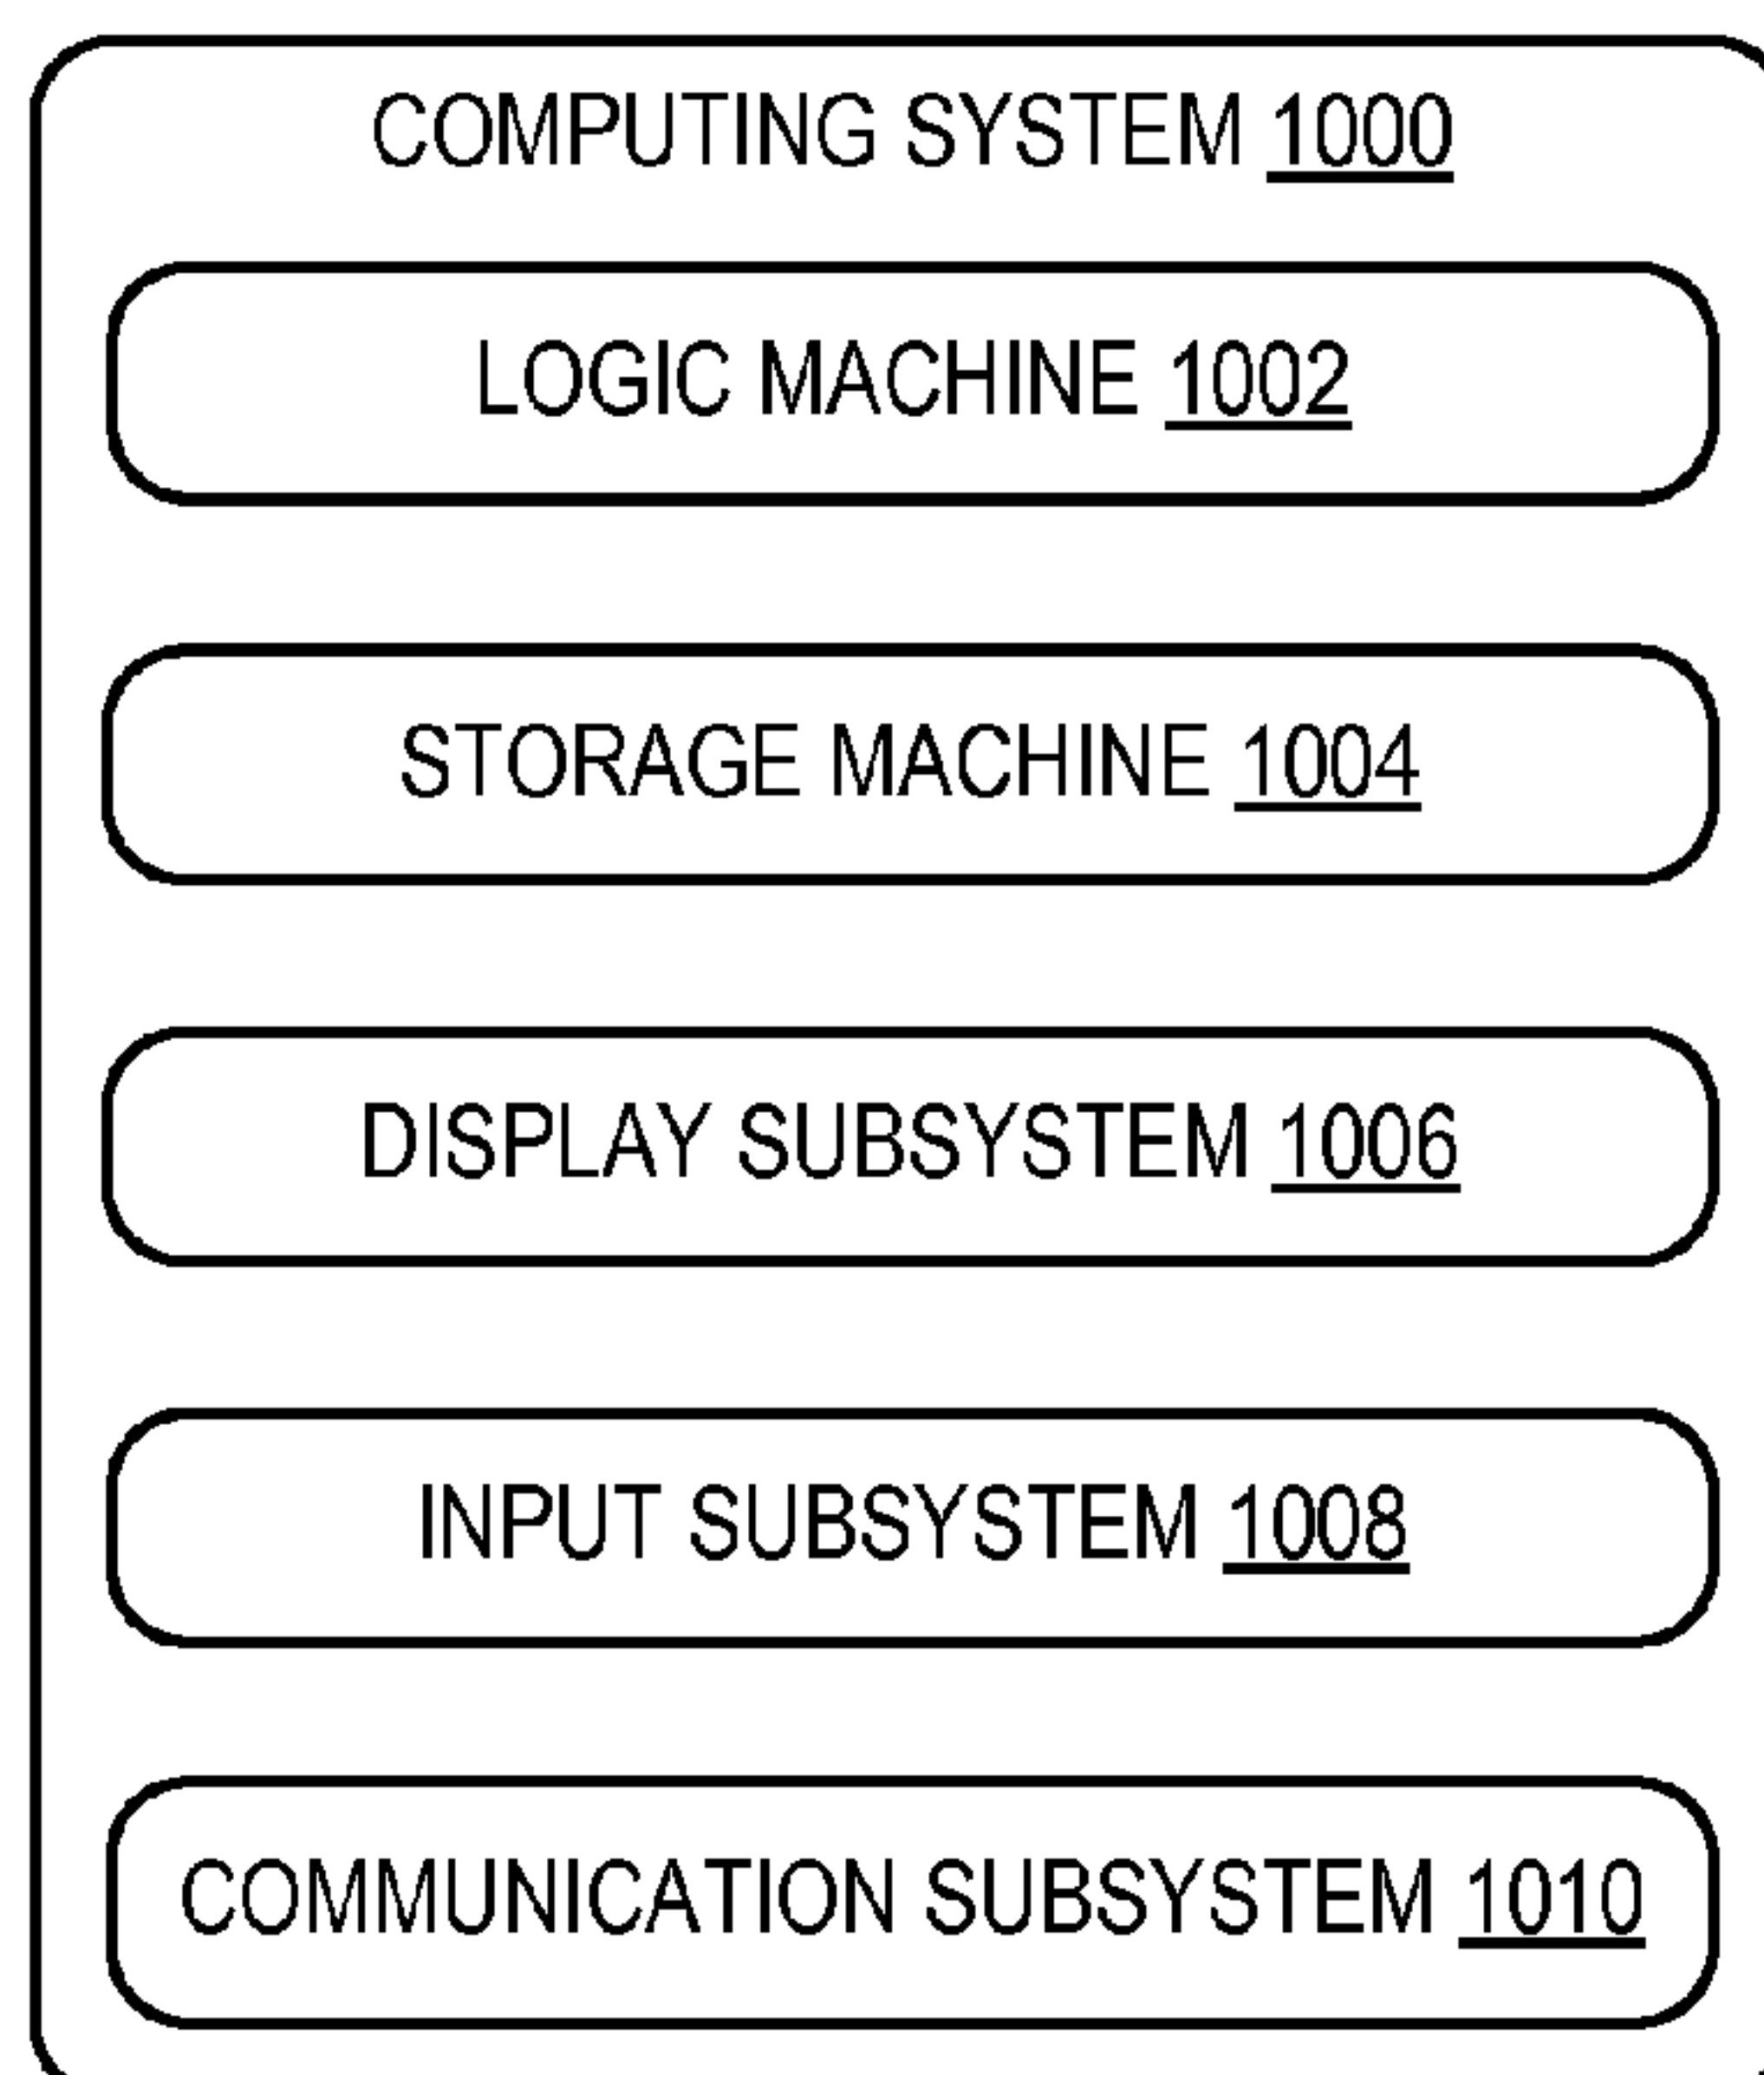 COMPUTING SYSTEM 1000
LOGIC MACHINE 1002
STORAGE MACHINE 1004
DISPLAY SUBSYSTEM 1006
INPUT SUBSYSTEM 1008
COMMUNICATION SUBSYSTEM 1010